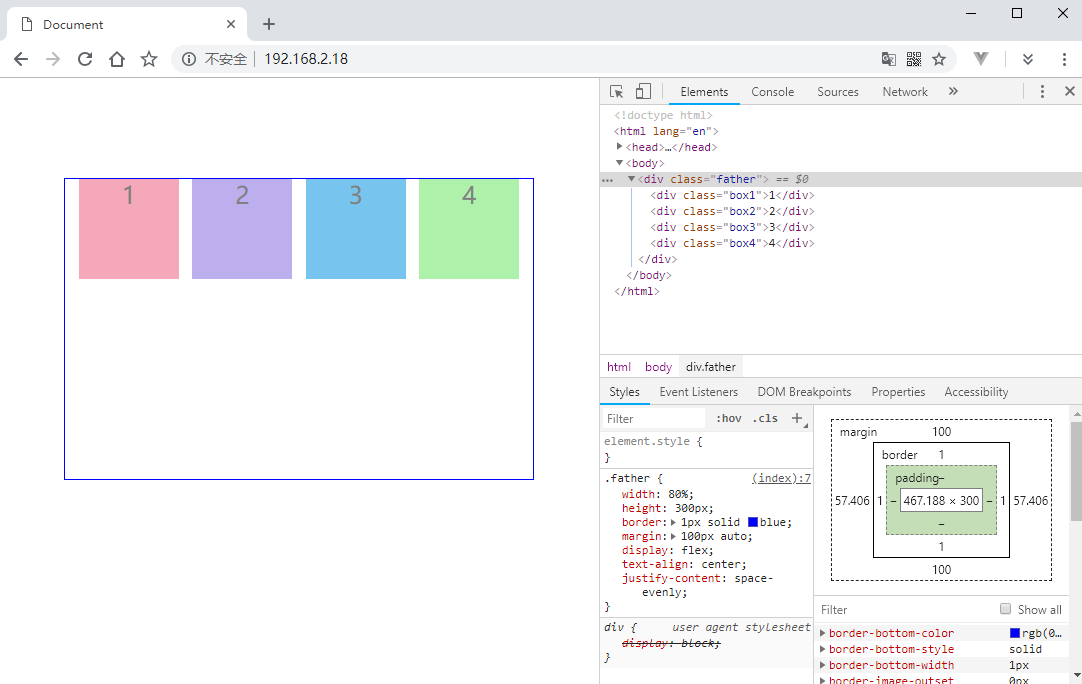 Document
不安全 192.168.2.18
1 2 3 4
Elements Console Sources Network »
<!doctype html>
<html lang="en">
<head>…</head>
<body>
<div class="father"> == $0
<div class="box1">1</div>
<div class="box2">2</div>
<div class="box3">3</div>
<div class="box4">4</div>
</div>
</body>
</html>
html body div.father
Styles Event Listeners DOM Breakpoints Properties Accessibility
Filter :hov .cls +
element.style {
}
.father { (index):7
width: 80%;
height: 300px;
border: 1px solid blue;
margin: 100px auto;
display: flex;
text-align: center;
justify-content: space-
evenly;
}
div { user agent stylesheet
display: block;
}
margin 100
border 1
padding–
57.406 1 – 467.188 × 300 – 1 57.406
–
1
100
Filter Show all
border-bottom-color rgb(0…
border-bottom-style solid
border-bottom-width 1px
border-image-outset 0px